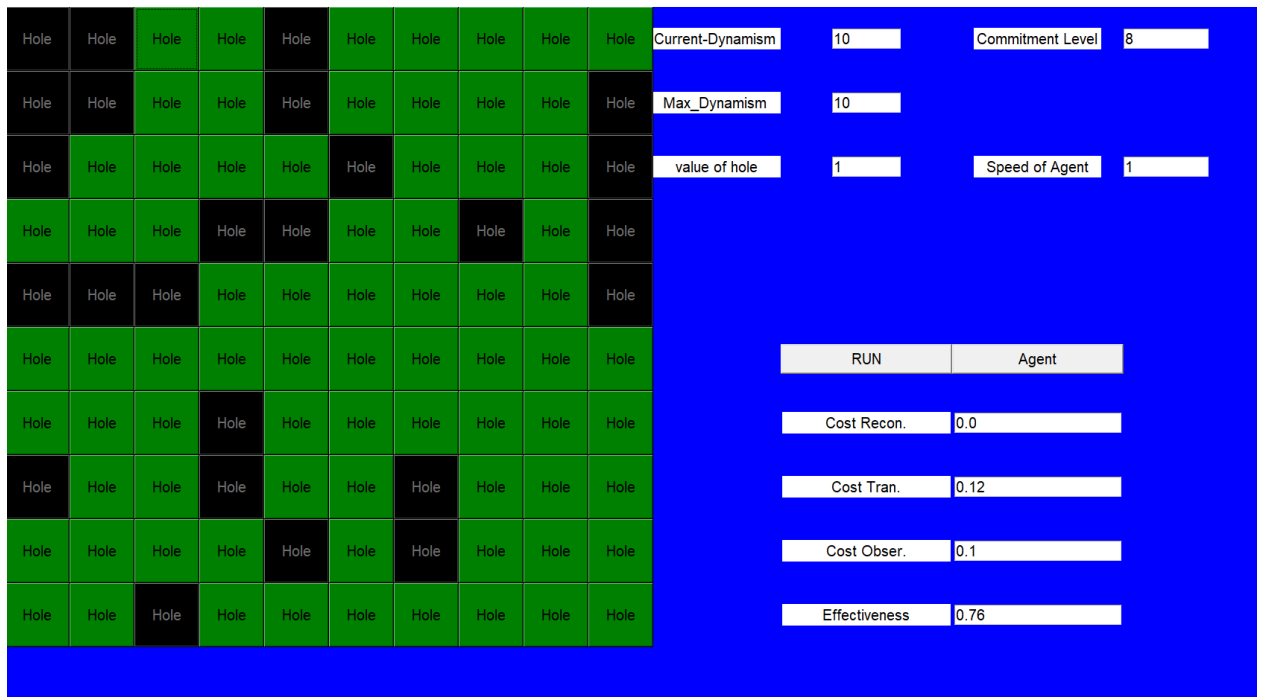 Hole Hole Hole Hole Hole Hole Hole Hole Hole Hole Current-Dynamism 10 Commitment Level 8
Hole Hole Hole Hole Hole Hole Hole Hole Hole Hole Max_Dynamism 10
Hole Hole Hole Hole Hole Hole Hole Hole Hole Hole value of hole 1 Speed of Agent 1
Hole Hole Hole Hole Hole Hole Hole Hole Hole Hole
Hole Hole Hole Hole Hole Hole Hole Hole Hole Hole
Hole Hole Hole Hole Hole Hole Hole Hole Hole Hole RUN Agent
Hole Hole Hole Hole Hole Hole Hole Hole Hole Hole Cost Recon. 0.0
Hole Hole Hole Hole Hole Hole Hole Hole Hole Hole Cost Tran. 0.12
Hole Hole Hole Hole Hole Hole Hole Hole Hole Hole Cost Obser. 0.1
Hole Hole Hole Hole Hole Hole Hole Hole Hole Hole Effectiveness 0.76